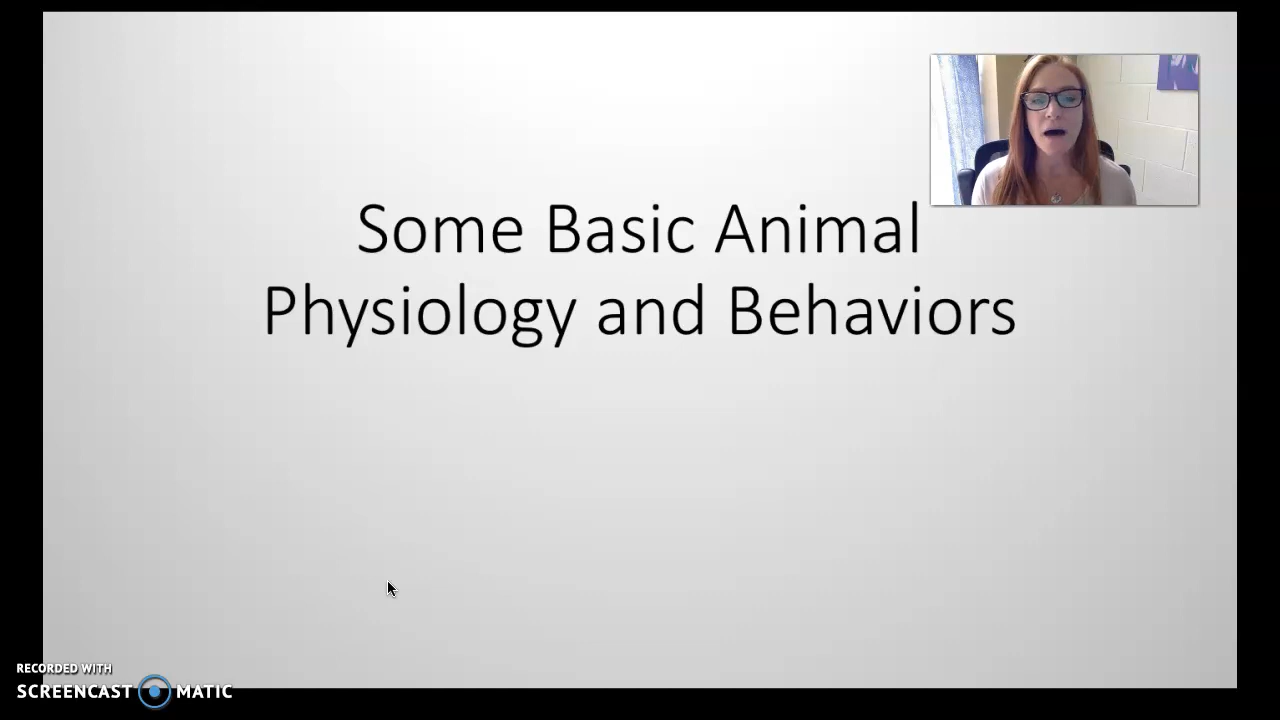 Some Basic Animal
Physiology and Behaviors
RECORDED WITH
SCREENCAST MATIC